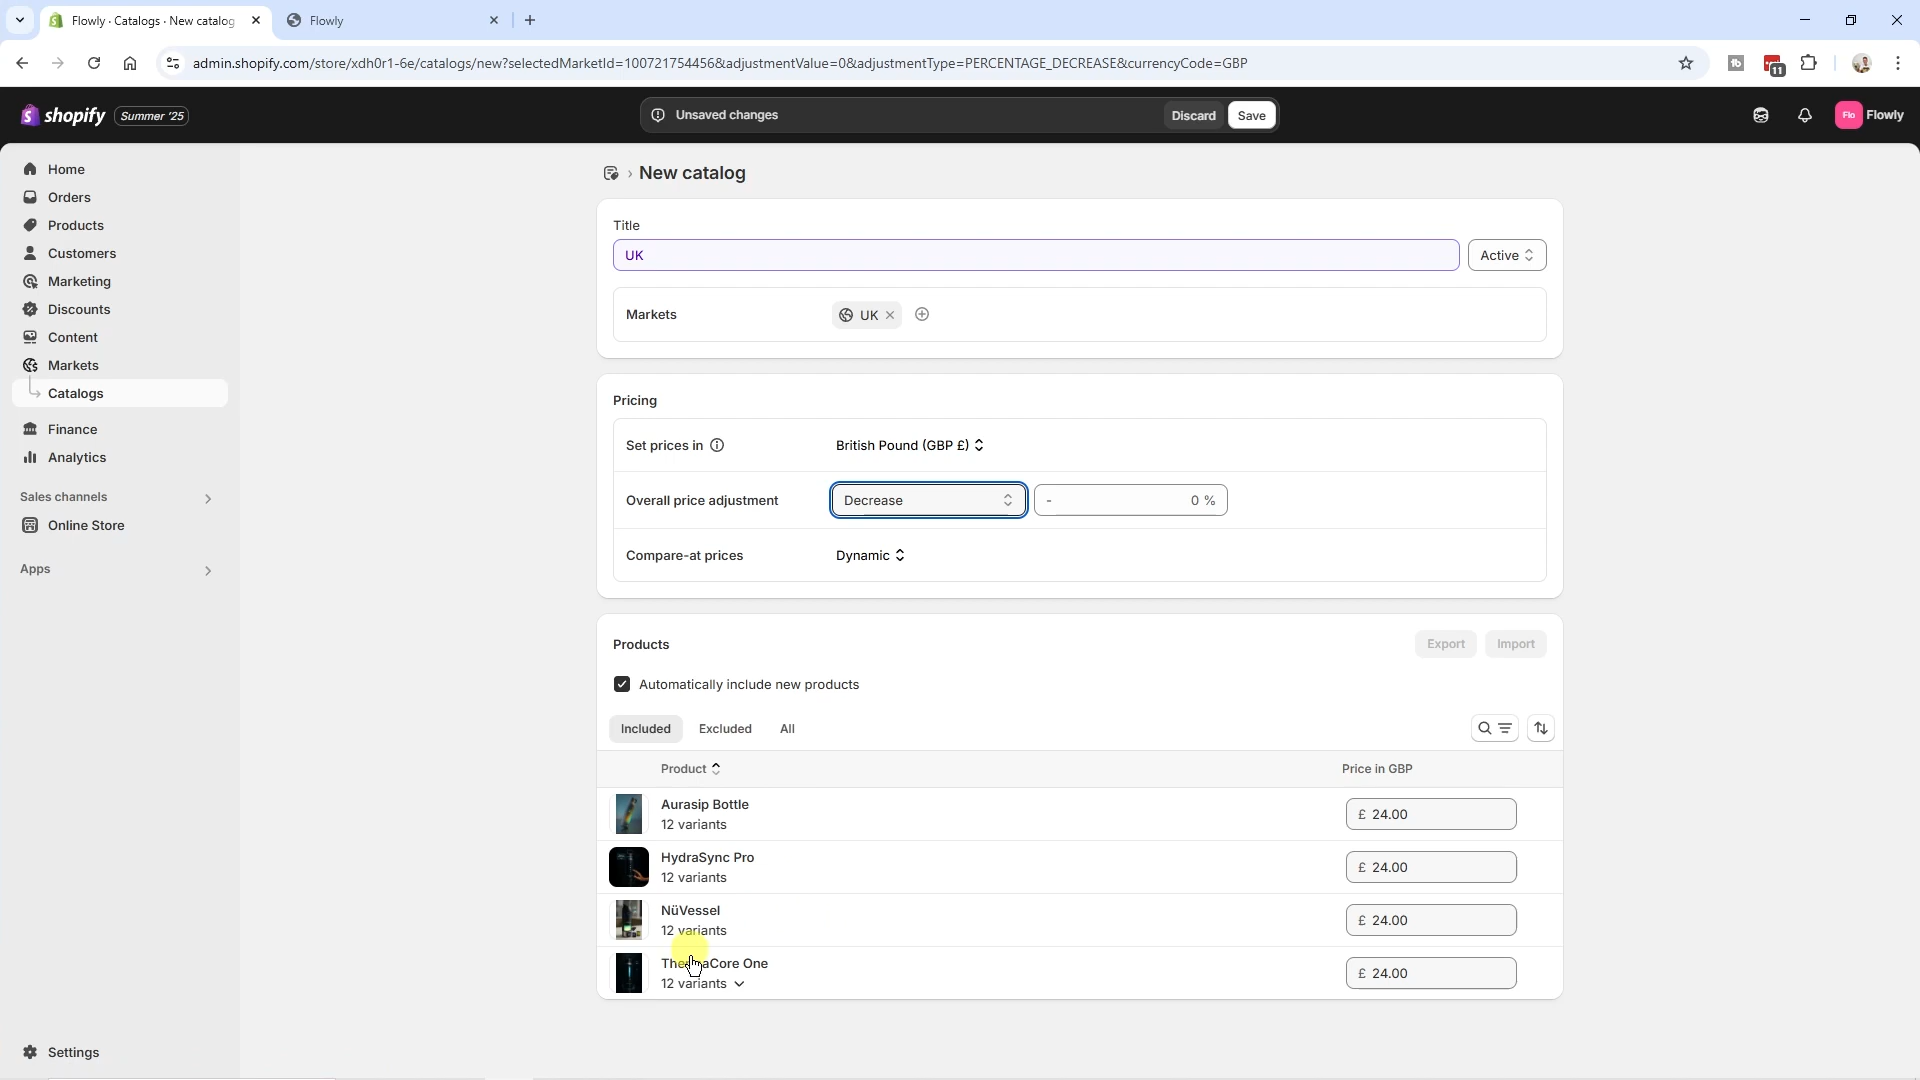 Flowly · Catalogs · New catalog
Flowly
admin.shopify.com/store/xdh0r1-6e/catalogs/new?selectedMarketId=100721754456&adjustmentValue=0&adjustmentType=PERCENTAGE_DECREASE&currencyCode=GBP
11
shopify
Summer '25
Unsaved changes
Discard
Save
Flo
Flowly
Home
Orders
Products
Customers
Marketing
Discounts
Content
Markets
Catalogs
Finance
Analytics
Sales channels
Online Store
Apps
Settings
New catalog
Title
UK
Active
Markets
UK
Pricing
Set prices in
British Pound (GBP £)
Overall price adjustment
Decrease
- 0 %
Compare-at prices
Dynamic
Products
Export
Import
Automatically include new products
Included
Excluded
All
Product
Price in GBP
Aurasip Bottle
12 variants
£ 24.00
HydraSync Pro
12 variants
£ 24.00
NüVessel
12 variants
£ 24.00
Core One
12 variants
£ 24.00